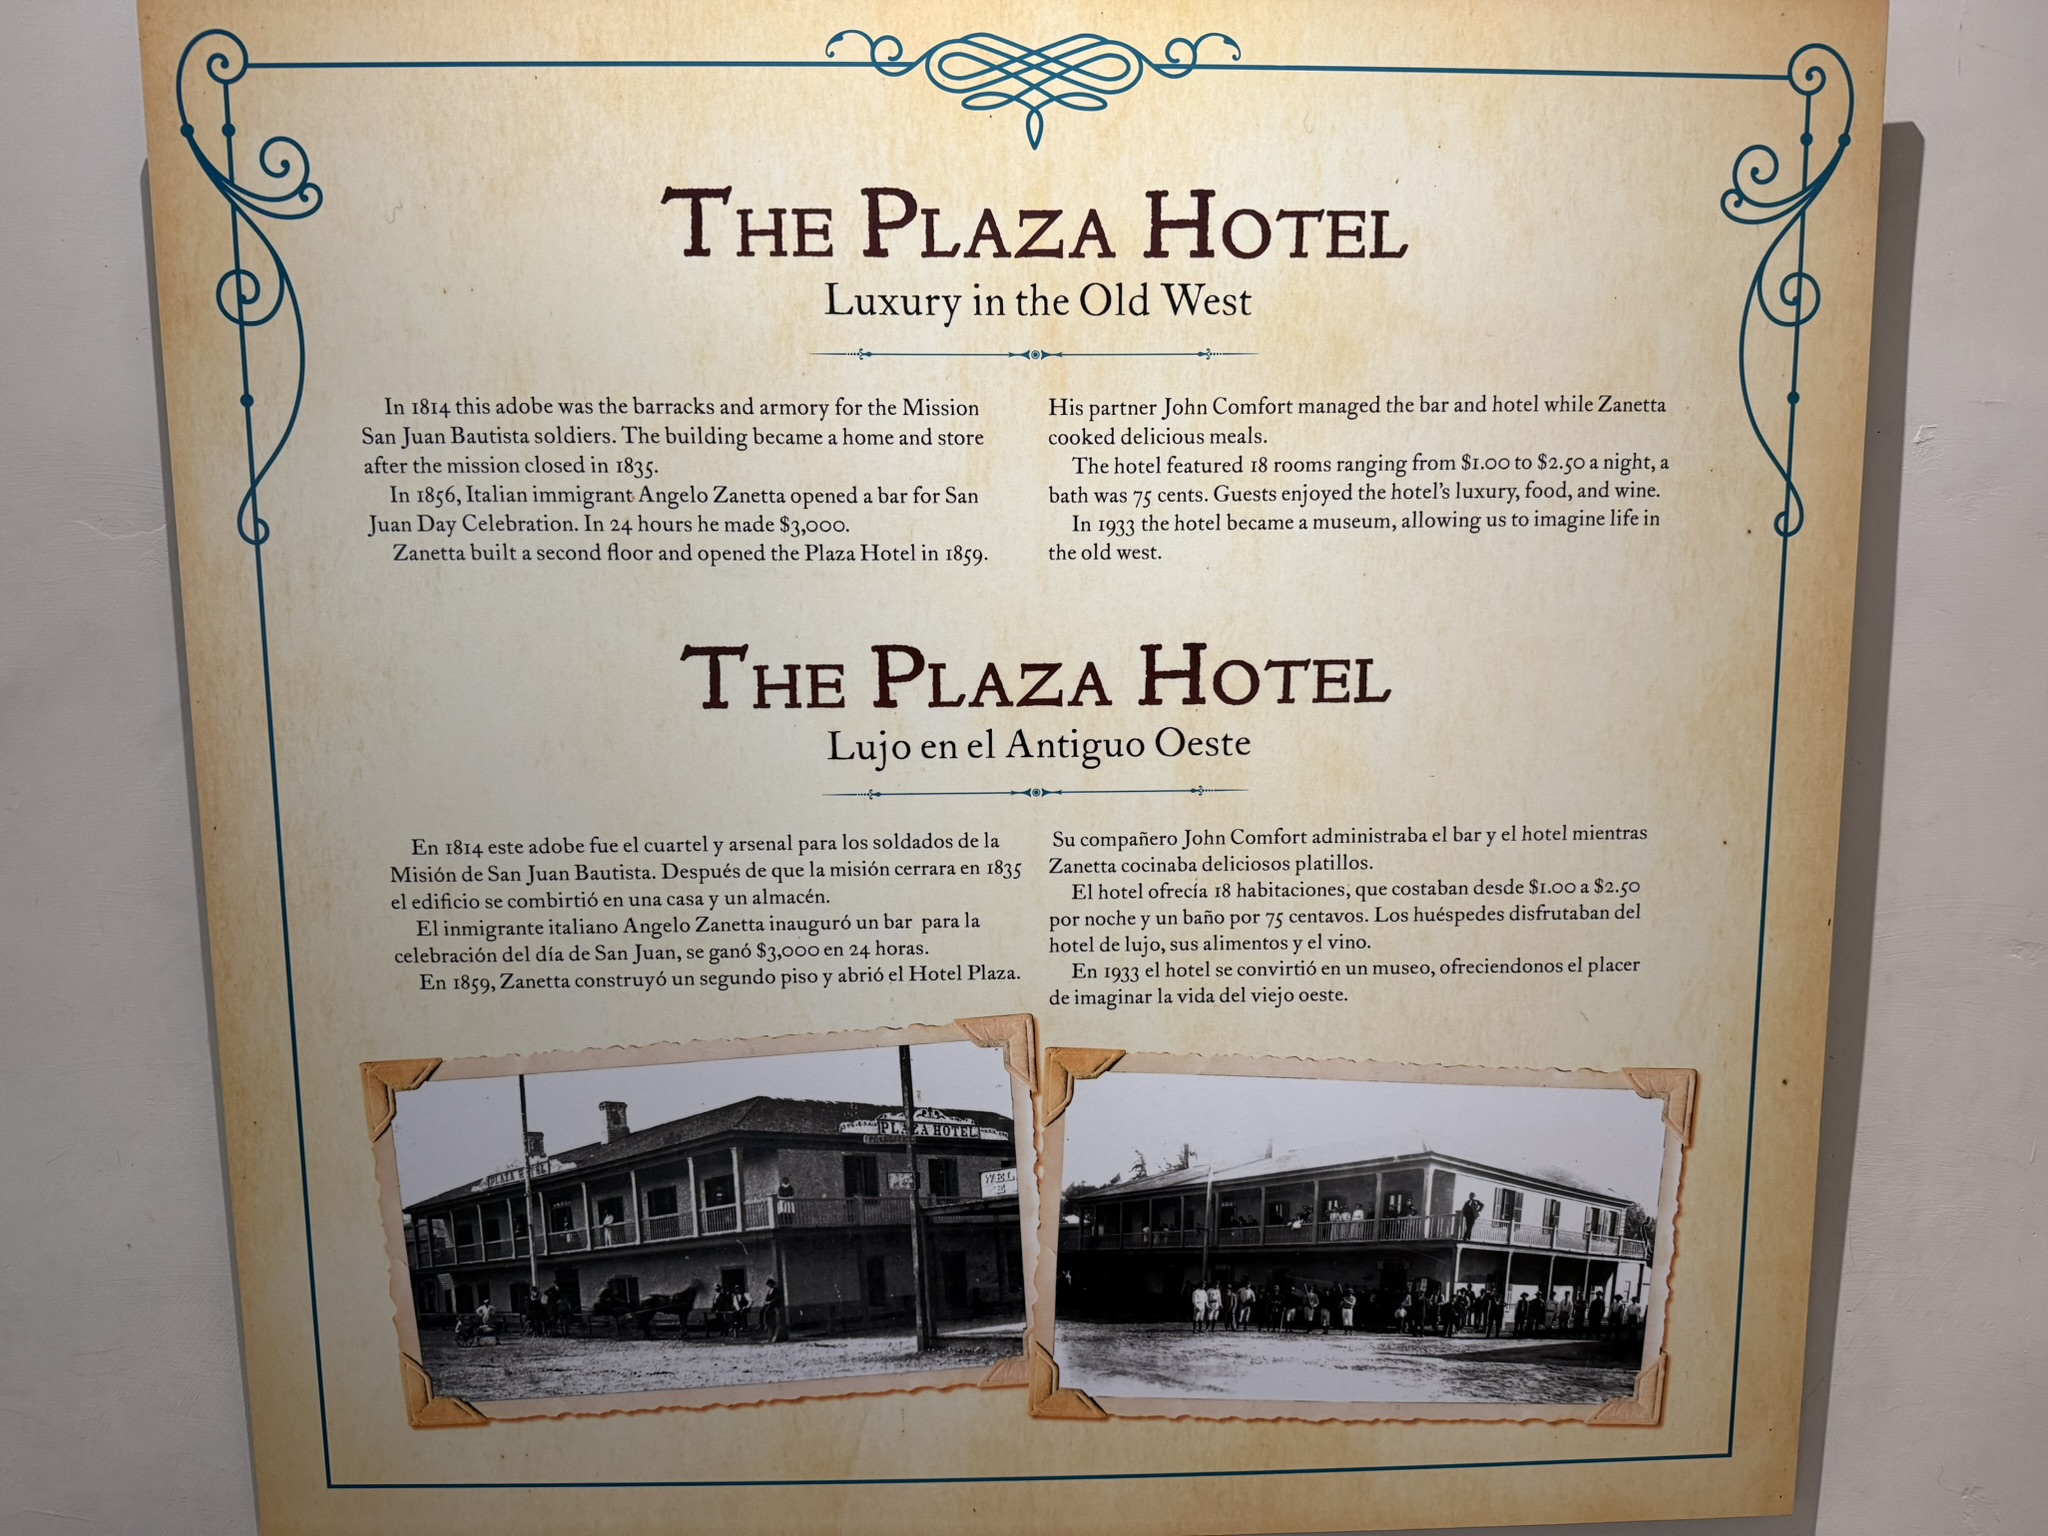 THE PLAZA HOTEL
Luxury in the Old West
In 1814 this adobe was the barracks and armory for the Mission
San Juan Bautista soldiers. The building became a home and store
after the mission closed in 1835.
In 1856, Italian immigrant Angelo Zanetta opened a bar for San
Juan Day Celebration. In 24 hours he made $3,000.
Zanetta built a second floor and opened the Plaza Hotel in 1859.
His partner John Comfort managed the bar and hotel while Zanetta
cooked delicious meals.
The hotel featured 18 rooms ranging from $1.00 to $2.50 a night, a
bath was 75 cents. Guests enjoyed the hotel's luxury, food, and wine.
In 1933 the hotel became a museum, allowing us to imagine life in
the old west.
THE PLAZA HOTEL
Lujo en el Antiguo Oeste
En 1814 este adobe fue el cuartel y arsenal para los soldados de la
Misión de San Juan Bautista. Después de que la misión cerrara en 1835
el edificio se combirtió en una casa y un almacén.
El inmigrante italiano Angelo Zanetta inauguró un bar para la
celebración del día de San Juan, se ganó $3,000 en 24 horas.
En 1859, Zanetta construyó un segundo piso y abrió el Hotel Plaza.
Su compañero John Comfort administraba el bar y el hotel mientras
Zanetta cocinaba deliciosos platillos.
El hotel ofrecía 18 habitaciones, que costaban desde $1.00 a $2.50
por noche y un baño por 75 centavos. Los huéspedes disfrutaban del
hotel de lujo, sus alimentos y el vino.
En 1933 el hotel se convirtió en un museo, ofreciendonos el placer
de imaginar la vida del viejo oeste.
PLAZA HOTEL
PLAZA HOTEL